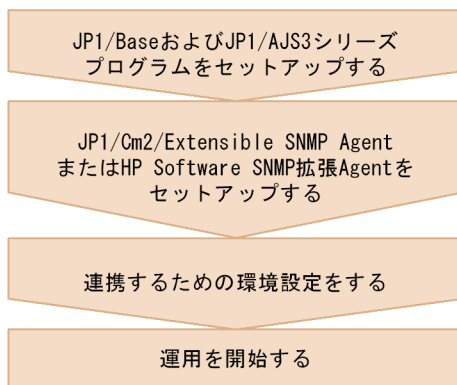 JP1/BaseおよびJP1/AJS3シリーズ
プログラムをセットアップする
JP1/Cm2/Extensible SNMP Agent
またはHP Software SNMP拡張Agentを
セットアップする
連携するための環境設定をする
運用を開始する